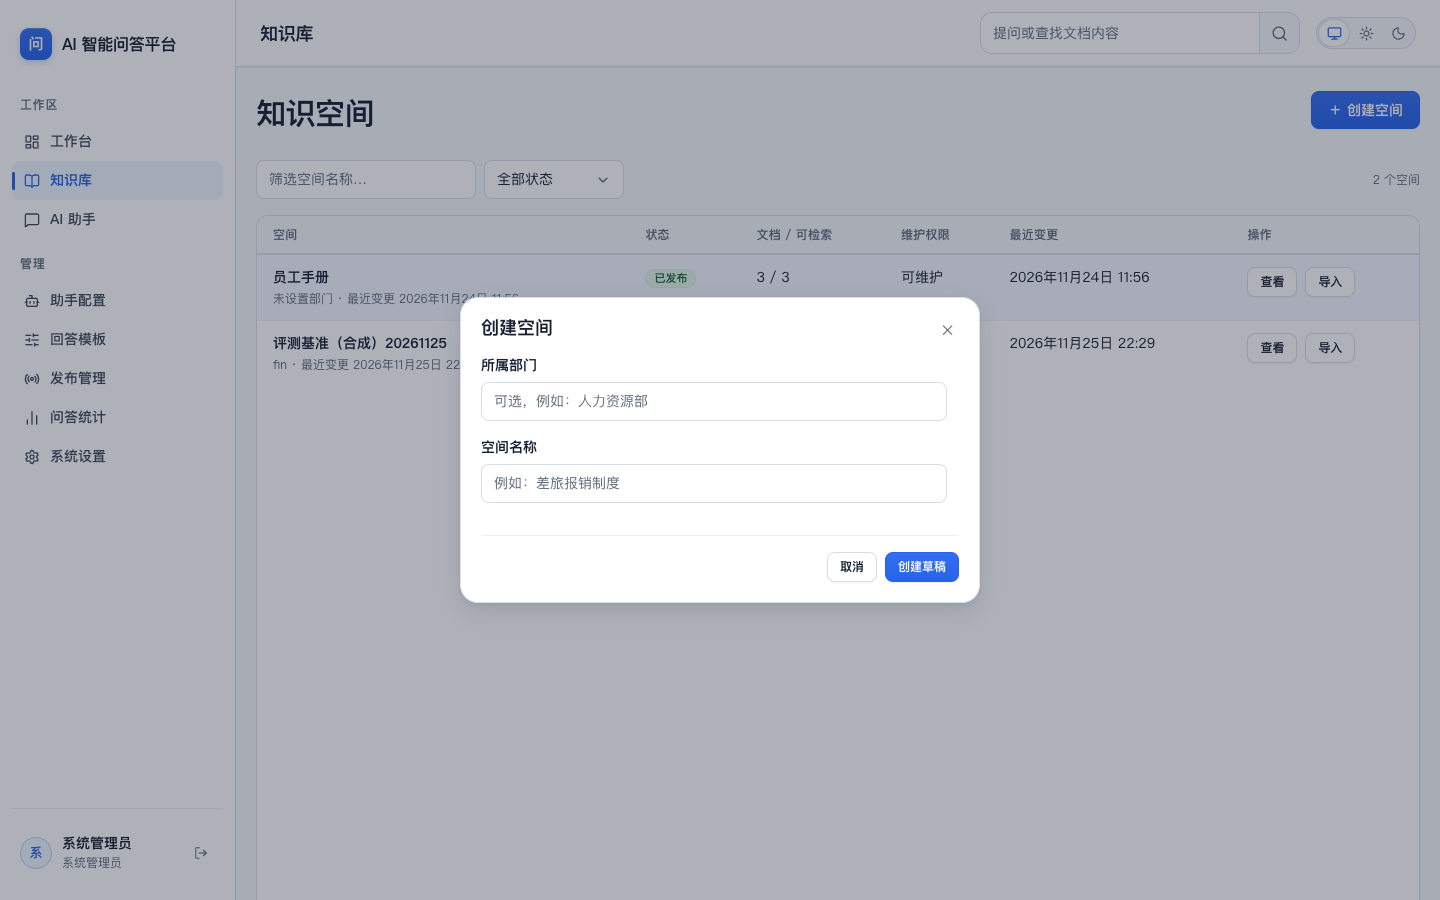 问 AI 智能问答平台
工作区
工作台
知识库
AI 助手
管理
助手配置
回答模板
发布管理
问答统计
系统设置
系 系统管理员
系统管理员
知识库
提问或查找文档内容
知识空间
+ 创建空间
筛选空间名称...
全部状态
2 个空间
空间 状态 文档 / 可检索 维护权限 最近变更 操作
员工手册 已发布 3 / 3 可维护 2026年11月24日 11:56 查看 导入
未设置部门 · 最近变更 2026年11月24日 11:56
评测基准（合成）20261125 2026年11月25日 22:29 查看 导入
fin · 最近变更 2026年11月25日 22
创建空间
所属部门
可选，例如：人力资源部
空间名称
例如：差旅报销制度
取消 创建草稿